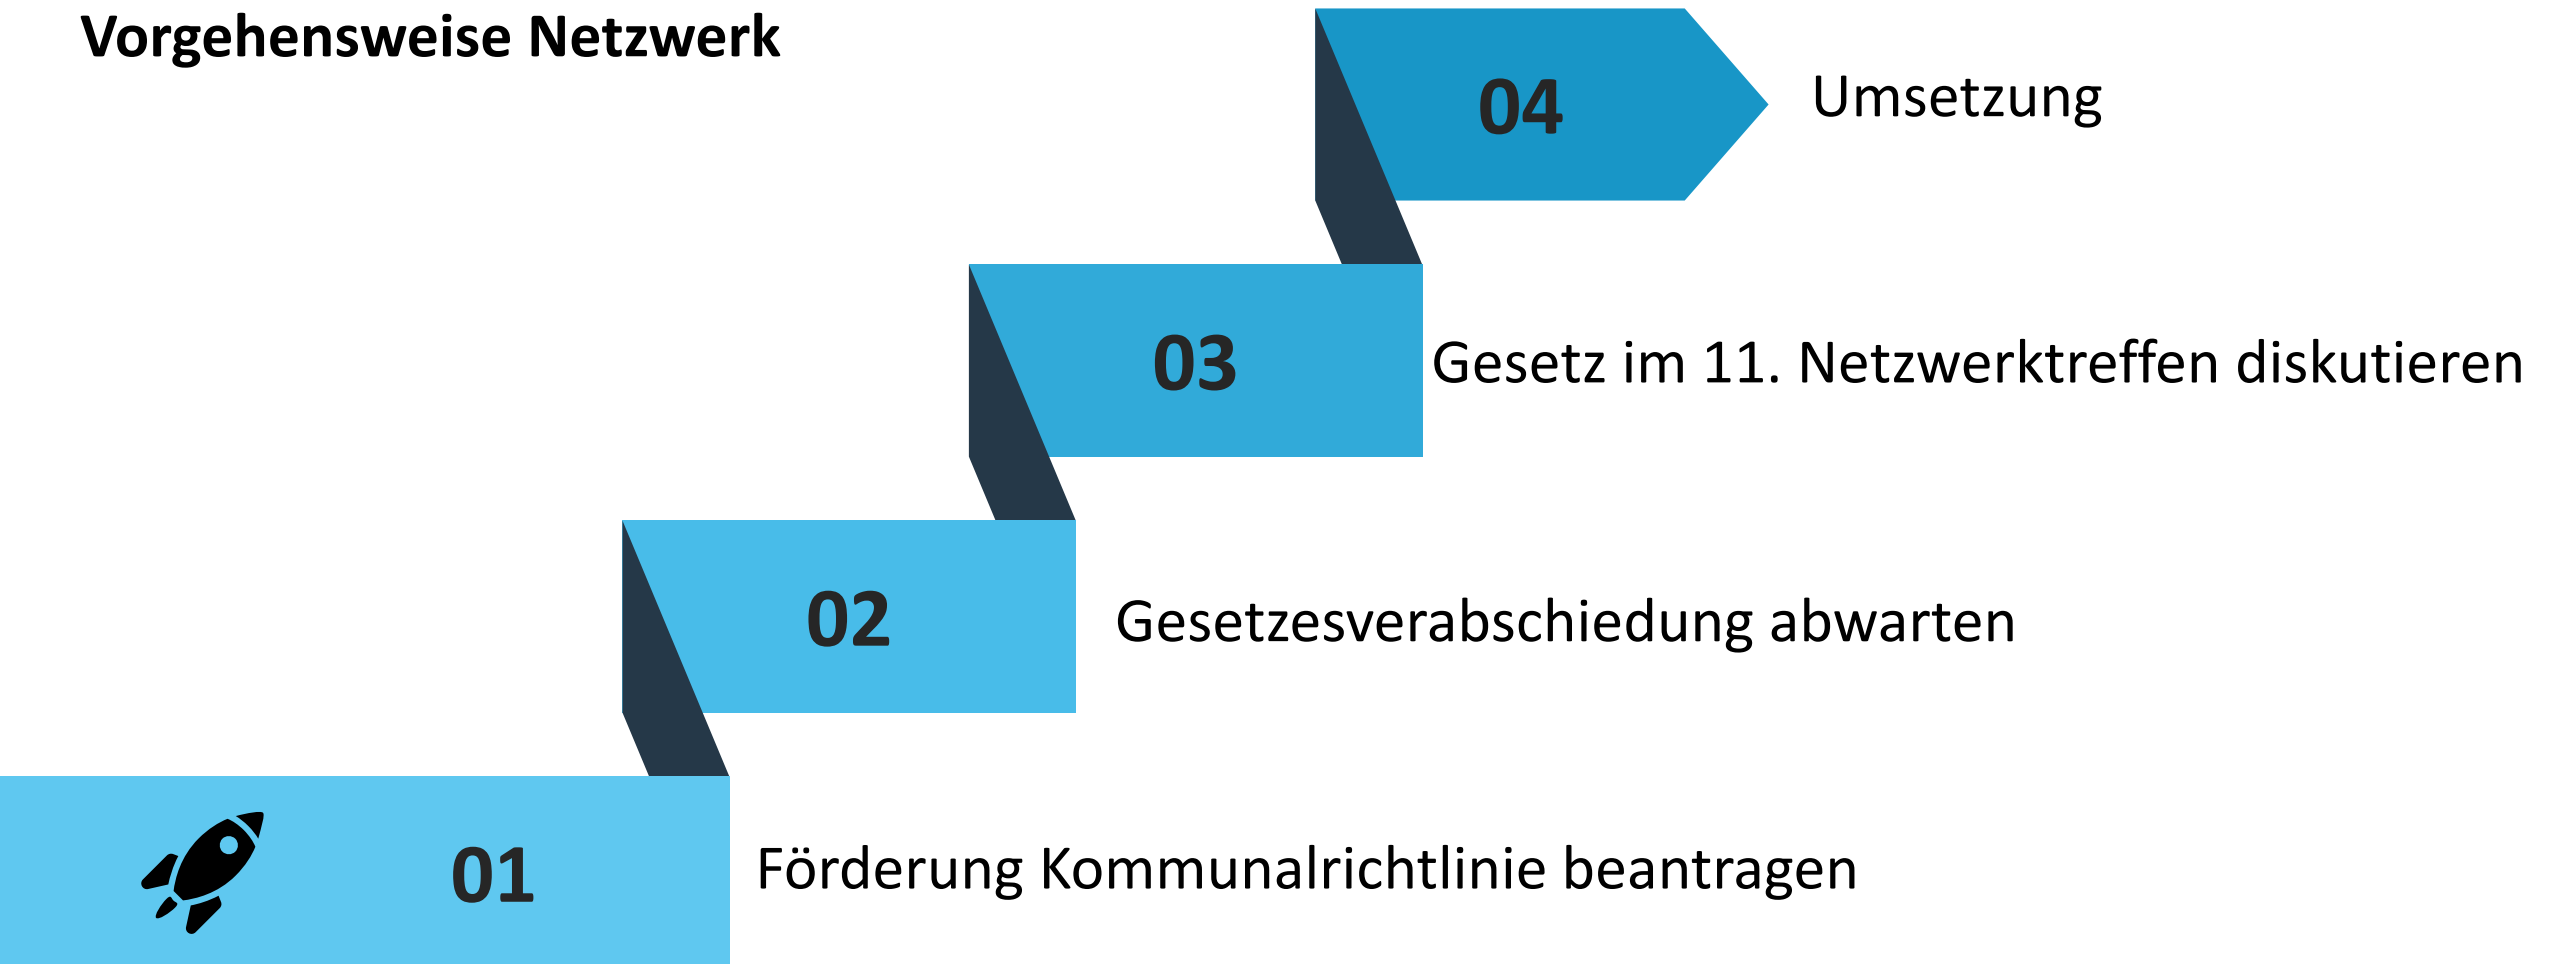 Vorgehensweise Netzwerk
04 Umsetzung
03 Gesetz im 11. Netzwerktreffen diskutieren
02 Gesetzesverabschiedung abwarten
01 Förderung Kommunalrichtlinie beantragen